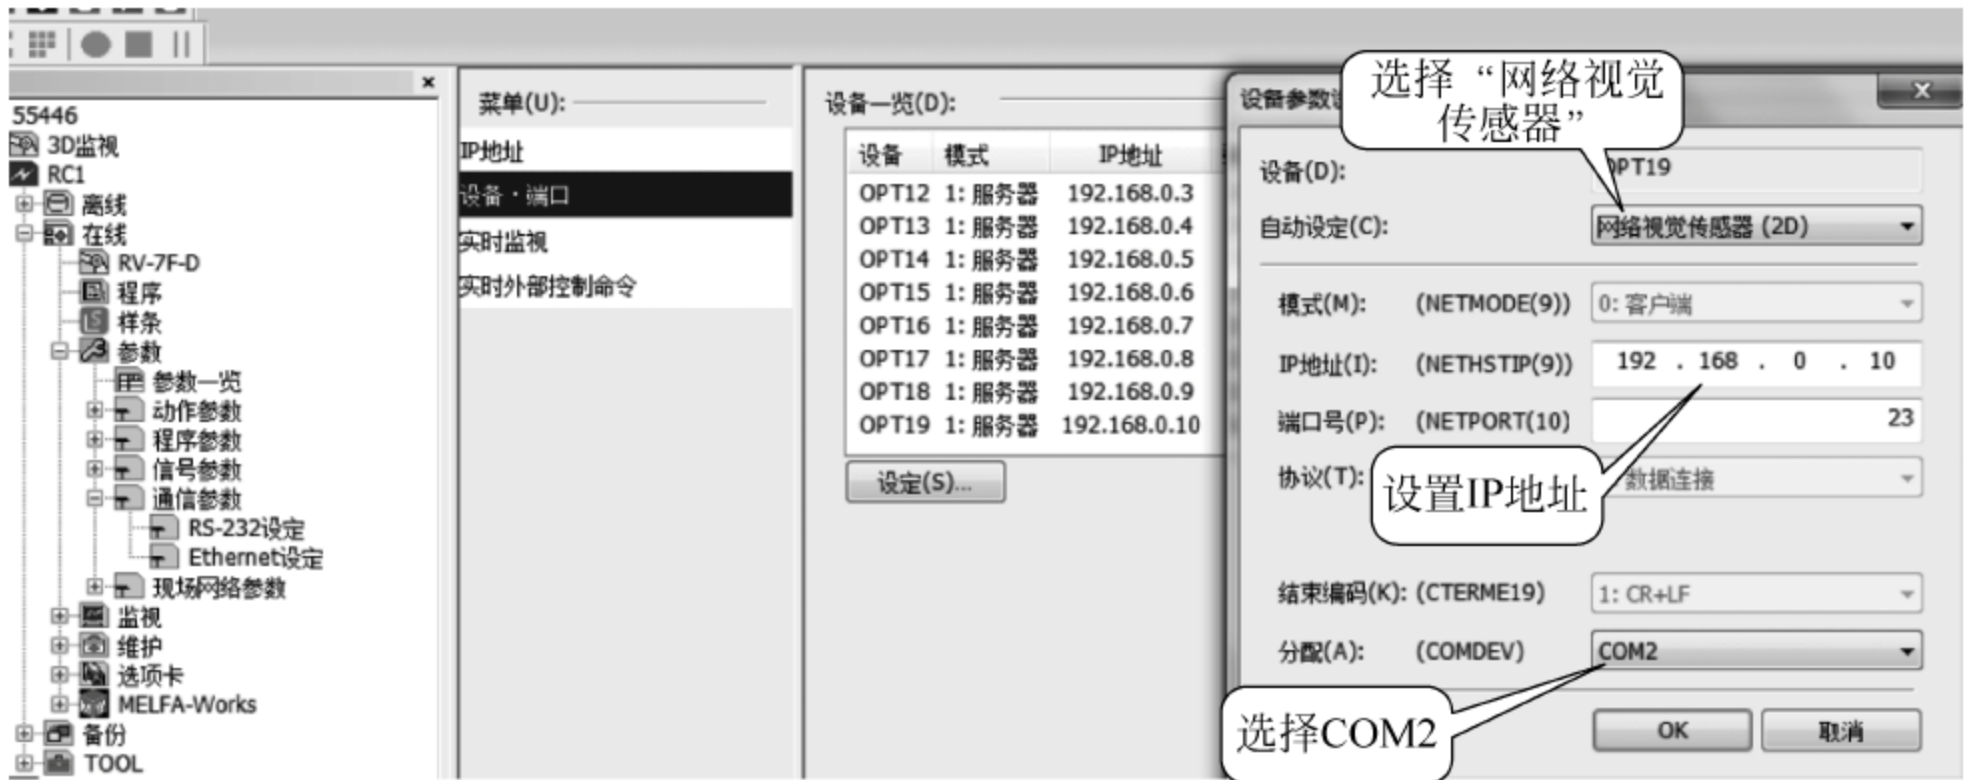 55446
3D监视
RC1
离线
在线
RV-7F-D
程序
样条
参数
参数一览
动作参数
程序参数
信号参数
通信参数
RS-232设定
Ethernet设定
现场网络参数
监视
维护
选项卡
MELFA-Works
备份
TOOL
菜单(U):
IP地址
设备・端口
实时监视
实时外部控制命令
设备一览(D):
设备 模式 IP地址
OPT12 1: 服务器 192.168.0.3
OPT13 1: 服务器 192.168.0.4
OPT14 1: 服务器 192.168.0.5
OPT15 1: 服务器 192.168.0.6
OPT16 1: 服务器 192.168.0.7
OPT17 1: 服务器 192.168.0.8
OPT18 1: 服务器 192.168.0.9
OPT19 1: 服务器 192.168.0.10
设定(S)...
设备参数
选择“网络视觉
传感器”
设备(D): OPT19
自动设定(C): 网络视觉传感器 (2D)
模式(M): (NETMODE(9)) 0: 客户端
IP地址(I): (NETHSTIP(9)) 192 . 168 . 0 . 10
端口号(P): (NETPORT(10) 23
协议(T): 数据连接
设置IP地址
结束编码(K): (CTERME19) 1: CR+LF
分配(A): (COMDEV) COM2
选择COM2
OK 取消